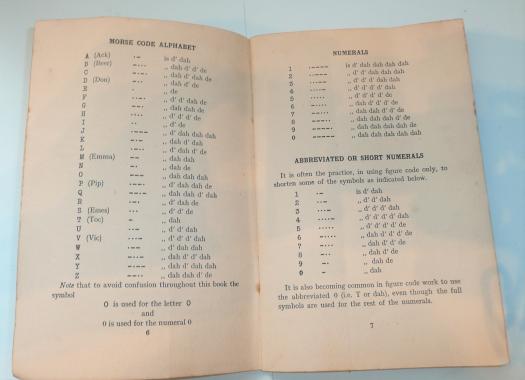 MORSE CODE ALPHABET
A (Ack) ·– is d' dah
B (Beer) –··· ,, dah d' d' de
C –·–· ,, dah d' dah de
D (Don) –·· ,, dah d' de
E · ,, de
F ··–· ,, d' d' dah de
G ––· ,, dah dah de
H ···· ,, d' d' d' de
I ·· ,, d' de
J ·––– ,, d' dah dah dah
K –·– ,, dah d' dah
L ·–·· ,, d' dah d' de
M (Emma) –– ,, dah dah
N –· ,, dah de
O ––– ,, dah dah dah
P (Pip) ·––· ,, d' dah dah de
Q ––·– ,, dah dah d' dah
R ·–· ,, d' dah de
S (Emes) ··· ,, d' d' de
T (Toc) – ,, dah
U ··– ,, d' d' dah
V (Vic) ···– ,, d' d' d' dah
W ·–– ,, d' dah dah
X –··– ,, dah d' d' dah
Y –·–– ,, dah d' dah dah
Z ––·· ,, dah dah d' de
Note that to avoid confusion throughout this book the
symbol
O is used for the letter O
and
0 is used for the numeral 0
6
NUMERALS
1 ·–––– is d' dah dah dah dah
2 ··––– ,, d' d' dah dah dah
3 ···–– ,, d' d' d' dah dah
4 ····– ,, d' d' d' d' dah
5 ····· ,, d' d' d' d' de
6 –···· ,, dah d' d' d' de
7 ––··· ,, dah dah d' d' de
8 –––·· ,, dah dah dah d' de
9 ––––· ,, dah dah dah dah de
0 ––––– ,, dah dah dah dah dah
ABBREVIATED OR SHORT NUMERALS
It is often the practice, in using figure code only, to
shorten some of the symbols as indicated below.
1 ·– is d' dah
2 ··– ,, d' d' dah
3 ···– ,, d' d' d' dah
4 ····– ,, d' d' d' d' dah
5 ····· ,, d' d' d' d' de
6 –···· ,, dah d' d' d' de
7 –··· ,, dah d' d' de
8 –·· ,, dah d' de
9 –· ,, dah de
0 – ,, dah
It is also becoming common in figure code work to use
the abbreviated 0 (i.e. T or dah), even though the full
symbols are used for the rest of the numerals.
7